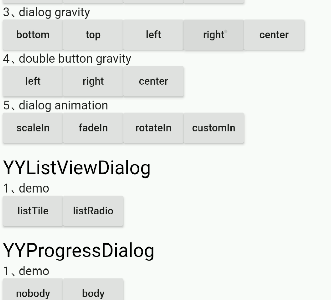 3、dialog gravity
bottom top left right center
4、double button gravity
left right center
5、dialog animation
scaleIn fadeIn rotateIn customIn
YYListViewDialog
1、demo
listTile listRadio
YYProgressDialog
1、demo
nobody body